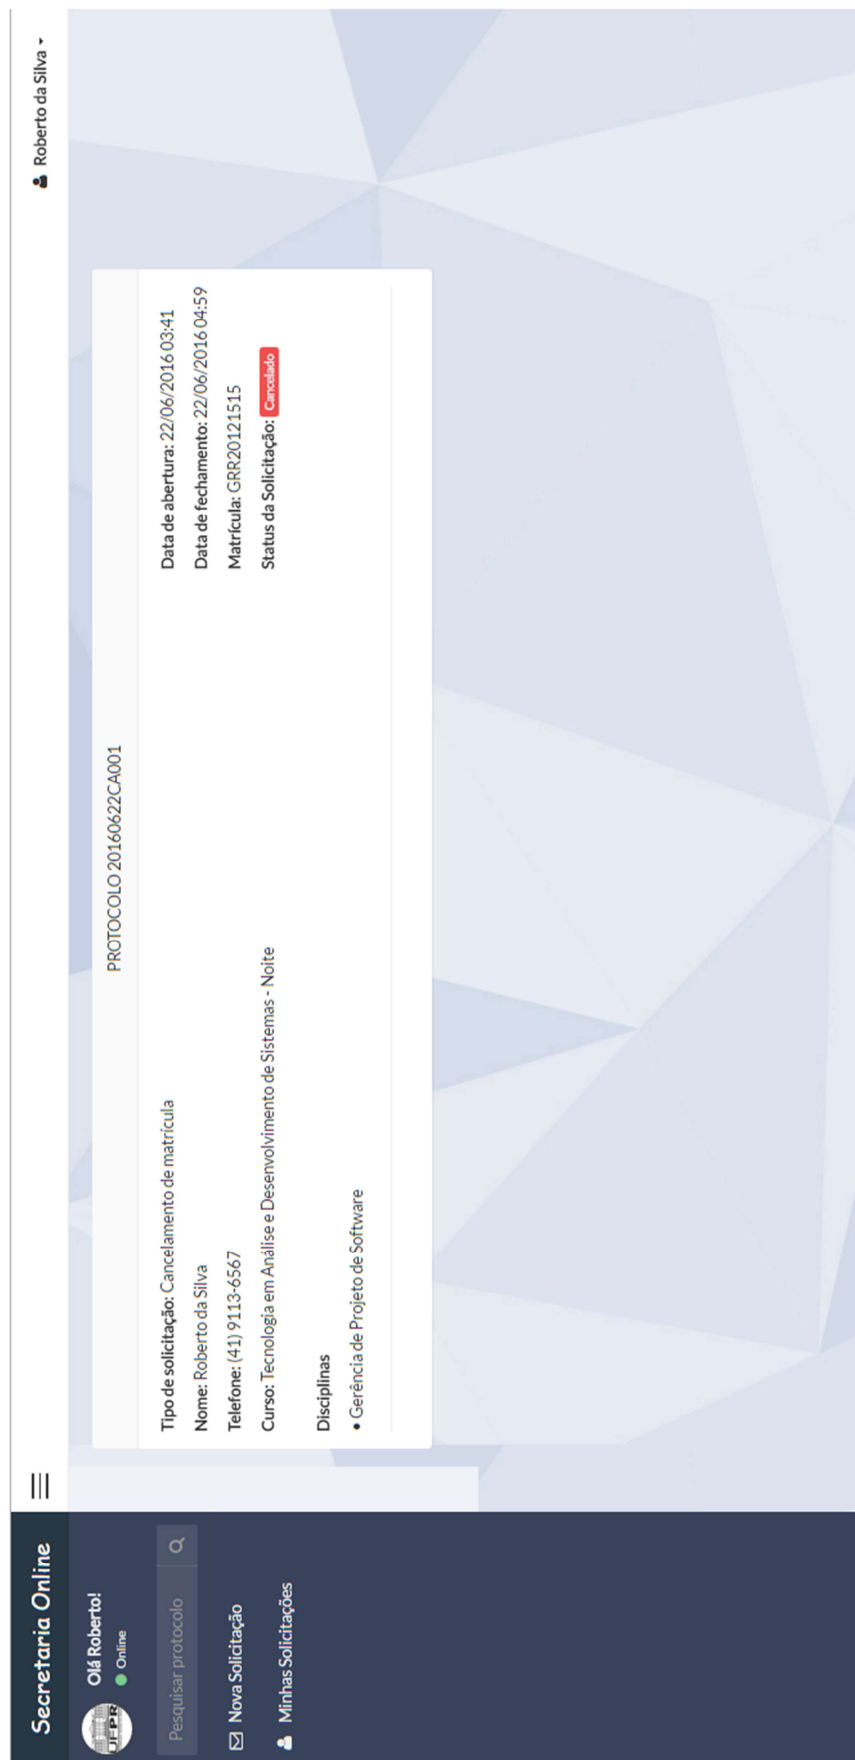 Secretaria Online
Roberto da Silva
Olá Roberto!
Online
UFPR
Pesquisar protocolo
Nova Solicitação
Minhas Solicitações
PROTOCOLO 20160622CA001
Tipo de solicitação: Cancelamento de matrícula
Nome: Roberto da Silva
Telefone: (41) 9113-6567
Curso: Tecnologia em Análise e Desenvolvimento de Sistemas - Noite
Data de abertura: 22/06/2016 03:41
Data de fechamento: 22/06/2016 04:59
Matrícula: GRR20121515
Status da Solicitação: Cancelado
Disciplinas
• Gerência de Projeto de Software